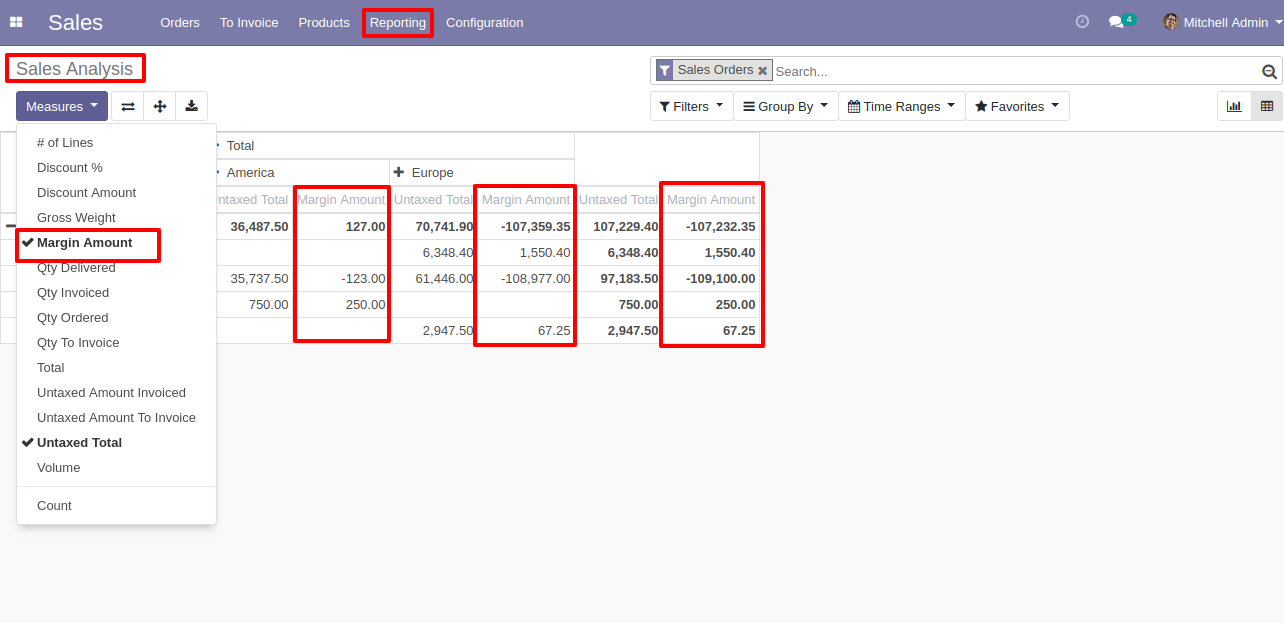 Sales Orders To Invoice Products Reporting Configuration 4 Mitchell Admin
Sales Analysis
Sales Orders Search...
Measures Filters Group By Time Ranges Favorites
# of Lines
Discount %
Discount Amount
Gross Weight
Margin Amount
Qty Delivered
Qty Invoiced
Qty Ordered
Qty To Invoice
Total
Untaxed Amount Invoiced
Untaxed Amount To Invoice
Untaxed Total
Volume
Count
Total
America Europe
Margin Amount Untaxed Total Margin Amount Untaxed Total Margin Amount
36,487.50 127.00 70,741.90 -107,359.35 107,229.40 -107,232.35
6,348.40 1,550.40 6,348.40 1,550.40
35,737.50 -123.00 61,446.00 -108,977.00 97,183.50 -109,100.00
750.00 250.00 750.00 250.00
2,947.50 67.25 2,947.50 67.25